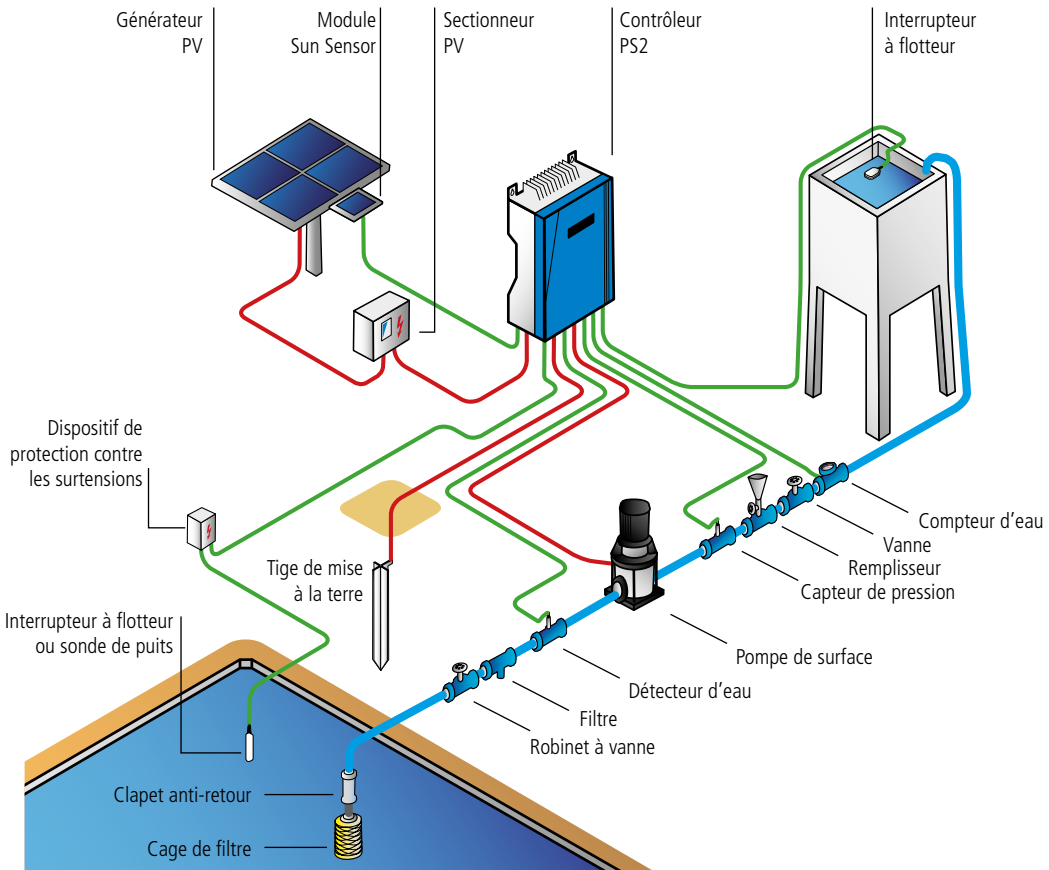 Générateur
PV
Module
Sun Sensor
Sectionneur
PV
Contrôleur
PS2
Interrupteur
à flotteur
Dispositif de
protection contre
les surtensions
Tige de mise
à la terre
Interrupteur à flotteur
ou sonde de puits
Clapet anti-retour
Cage de filtre
Compteur d'eau
Vanne
Remplisseur
Capteur de pression
Pompe de surface
Détecteur d'eau
Filtre
Robinet à vanne